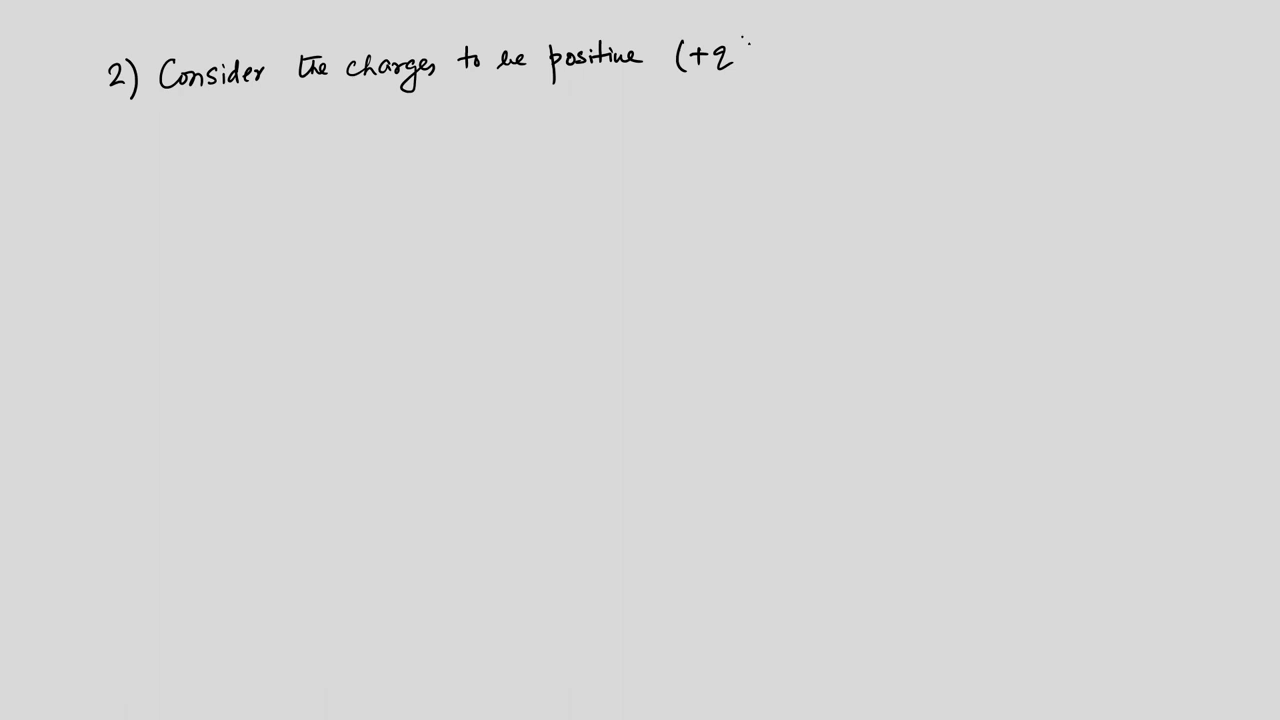 2) Consider the charges to be positive (+q